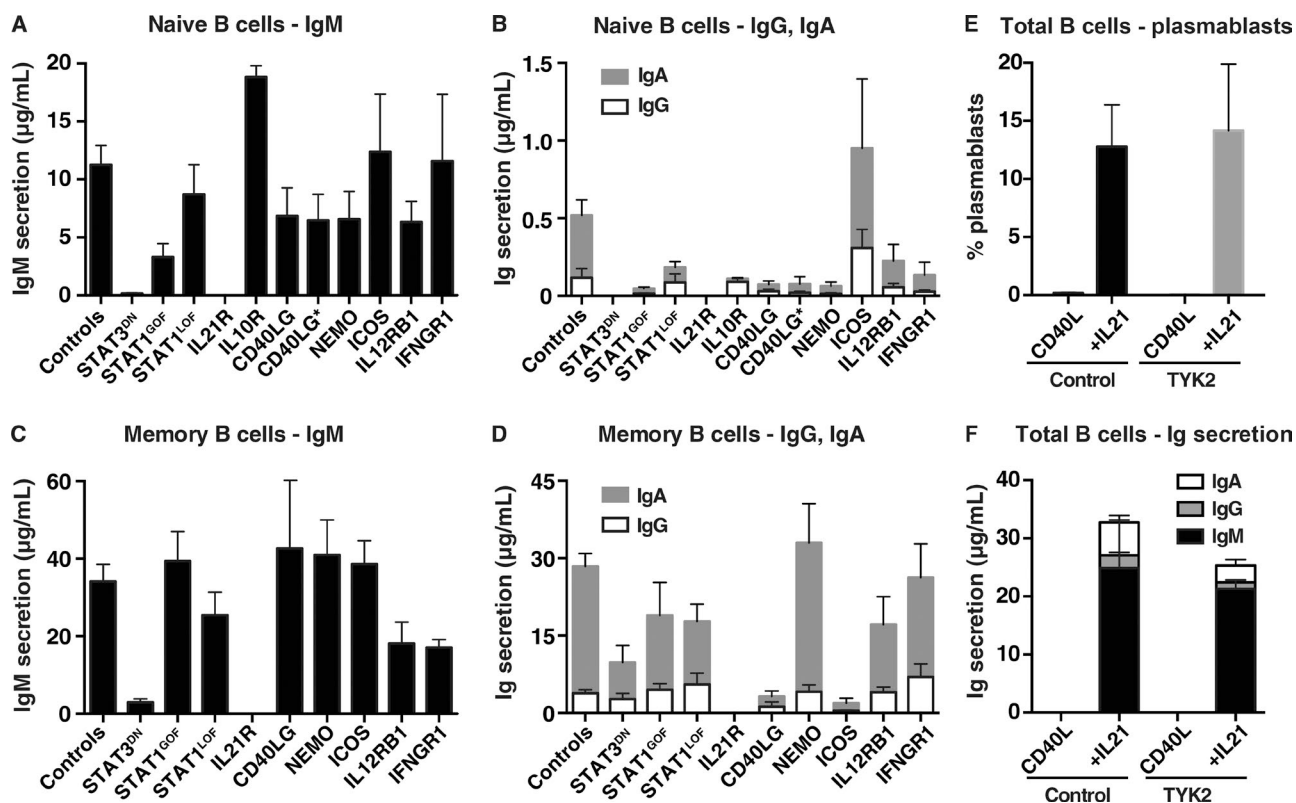 A Naive B cells - IgM
IgM secretion (µg/mL)
20
15
10
5
0
Controls
STAT3DN
STAT1GOF
STAT1LOF
IL21R
IL10R
CD40LG
CD40LG*
NEMO
ICOS
IL12RB1
IFNGR1
B Naive B cells - IgG, IgA
Ig secretion (µg/mL)
1.5
1.0
0.5
0
IgA
IgG
Controls
STAT3DN
STAT1GOF
STAT1LOF
IL21R
IL10R
CD40LG
CD40LG*
NEMO
ICOS
IL12RB1
IFNGR1
E Total B cells - plasmablasts
% plasmablasts
20
15
10
5
0
CD40L
+IL21
CD40L
+IL21
Control
TYK2
C Memory B cells - IgM
IgM secretion (µg/mL)
60
40
20
0
Controls
STAT3DN
STAT1GOF
STAT1LOF
IL21R
CD40LG
NEMO
ICOS
IL12RB1
IFNGR1
D Memory B cells - IgG, IgA
Ig secretion (µg/mL)
45
30
15
0
IgA
IgG
Controls
STAT3DN
STAT1GOF
STAT1LOF
IL21R
CD40LG
NEMO
ICOS
IL12RB1
IFNGR1
F Total B cells - Ig secretion
Ig secretion (µg/mL)
40
30
20
10
0
IgA
IgG
IgM
CD40L
+IL21
CD40L
+IL21
Control
TYK2